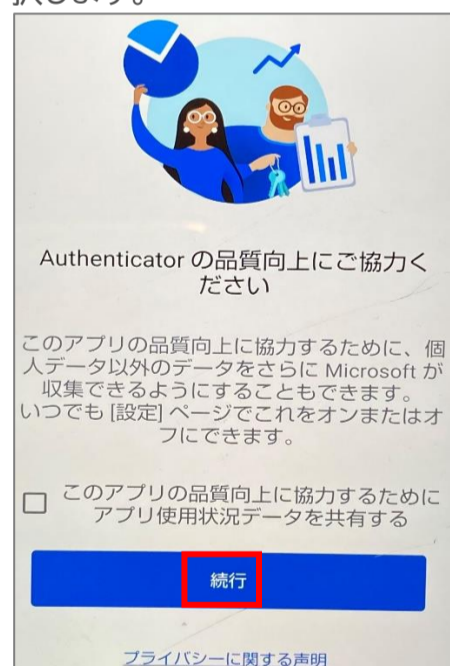 択します。
Authenticator の品質向上にご協力く
ださい
このアプリの品質向上に協力するために、個
人データ以外のデータをさらに Microsoft が
収集できるようにすることもできます。
いつでも [設定] ページでこれをオンまたはオ
フにできます。
このアプリの品質向上に協力するために
アプリ使用状況データを共有する
続行
プライバシーに関する声明